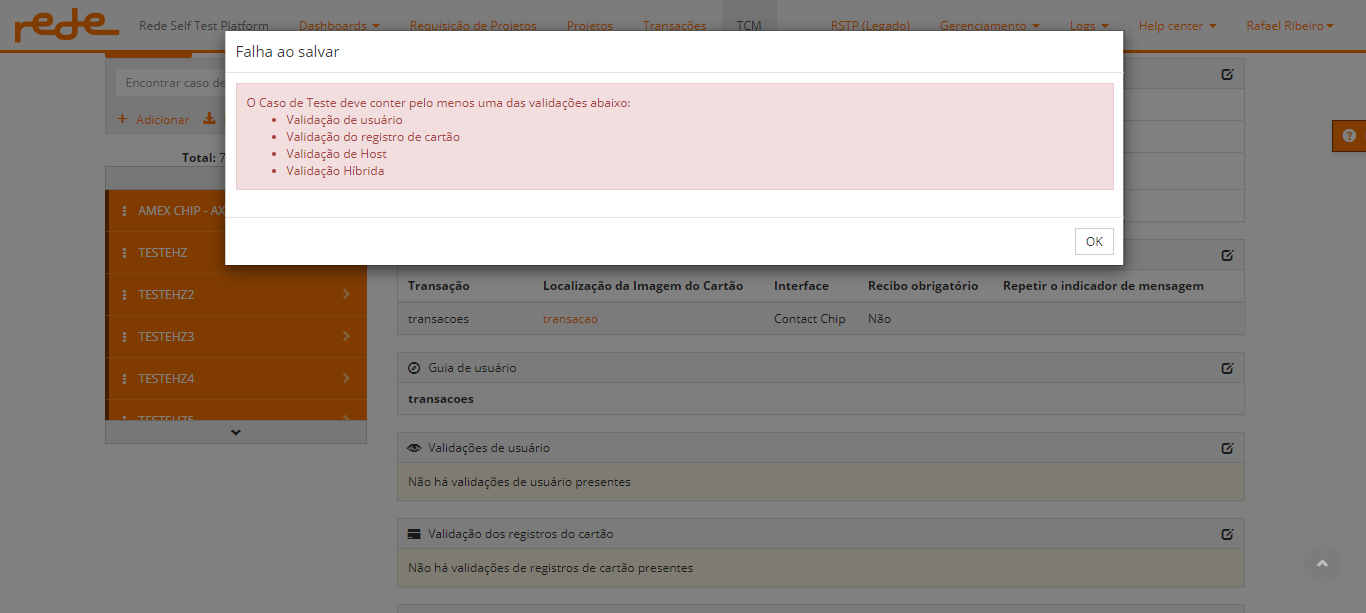 rede Rede Self Test Platform Dashboards Requisição de Projetos Projetos Transações TCM RSTP (Legado) Gerenciamento Logs Help center Rafael Ribeiro
Falha ao salvar
O Caso de Teste deve conter pelo menos uma das validações abaixo:
Validação de usuário
Validação do registro de cartão
Validação de Host
Validação Híbrida
OK
Encontrar caso de
+ Adicionar
Total: 7
AMEX CHIP - AX
TESTEHZ
TESTEHZ2
TESTEHZ3
TESTEHZ4
TESTEHZ5
Transação Localização da Imagem do Cartão Interface Recibo obrigatório Repetir o indicador de mensagem
transacoes transacao Contact Chip Não
Guia de usuário
transacoes
Validações de usuário
Não há validações de usuário presentes
Validação dos registros do cartão
Não há validações de registros de cartão presentes